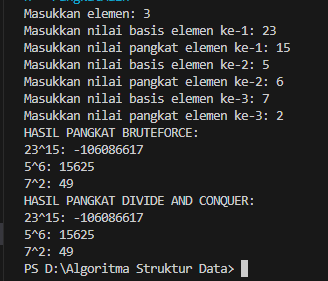 Masukkan elemen: 3
Masukkan nilai basis elemen ke-1: 23
Masukkan nilai pangkat elemen ke-1: 15
Masukkan nilai basis elemen ke-2: 5
Masukkan nilai pangkat elemen ke-2: 6
Masukkan nilai basis elemen ke-3: 7
Masukkan nilai pangkat elemen ke-3: 2
HASIL PANGKAT BRUTEFORCE:
23^15: -106086617
5^6: 15625
7^2: 49
HASIL PANGKAT DIVIDE AND CONQUER:
23^15: -106086617
5^6: 15625
7^2: 49
PS D:\Algoritma Struktur Data>